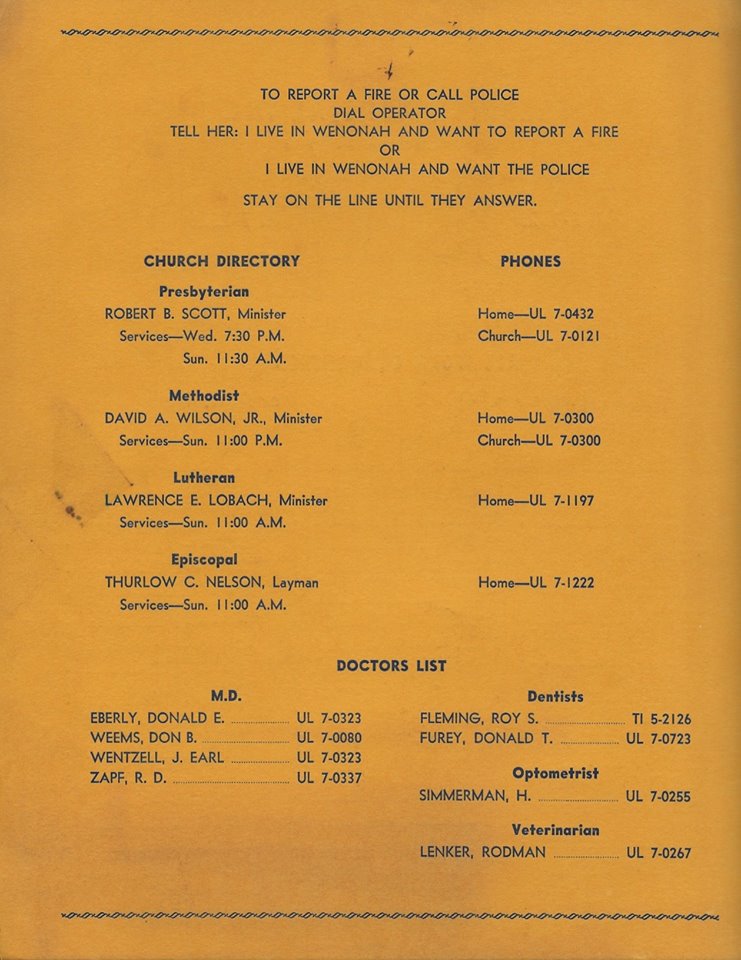 TO REPORT A FIRE OR CALL POLICE
DIAL OPERATOR
TELL HER: I LIVE IN WENONAH AND WANT TO REPORT A FIRE
OR
I LIVE IN WENONAH AND WANT THE POLICE
STAY ON THE LINE UNTIL THEY ANSWER.
CHURCH DIRECTORY PHONES
Presbyterian
ROBERT B. SCOTT, Minister Home—UL 7-0432
Services—Wed. 7:30 P.M. Church—UL 7-0121
Sun. 11:30 A.M.
Methodist
DAVID A. WILSON, JR., Minister Home—UL 7-0300
Services—Sun. 11:00 P.M. Church—UL 7-0300
Lutheran
LAWRENCE E. LOBACH, Minister Home—UL 7-1197
Services—Sun. 11:00 A.M.
Episcopal
THURLOW C. NELSON, Layman Home—UL 7-1222
Services—Sun. 11:00 A.M.
DOCTORS LIST
M.D.
EBERLY, DONALD E. .................... UL 7-0323
WEEMS, DON B. .............................. UL 7-0080
WENTZELL, J. EARL .................... UL 7-0323
ZAPF, R. D. ........................................ UL 7-0337
Dentists
FLEMING, ROY S. ........................... TI 5-2126
FUREY, DONALD T. .................... UL 7-0723
Optometrist
SIMMERMAN, H. ........................... UL 7-0255
Veterinarian
LENKER, RODMAN ...................... UL 7-0267